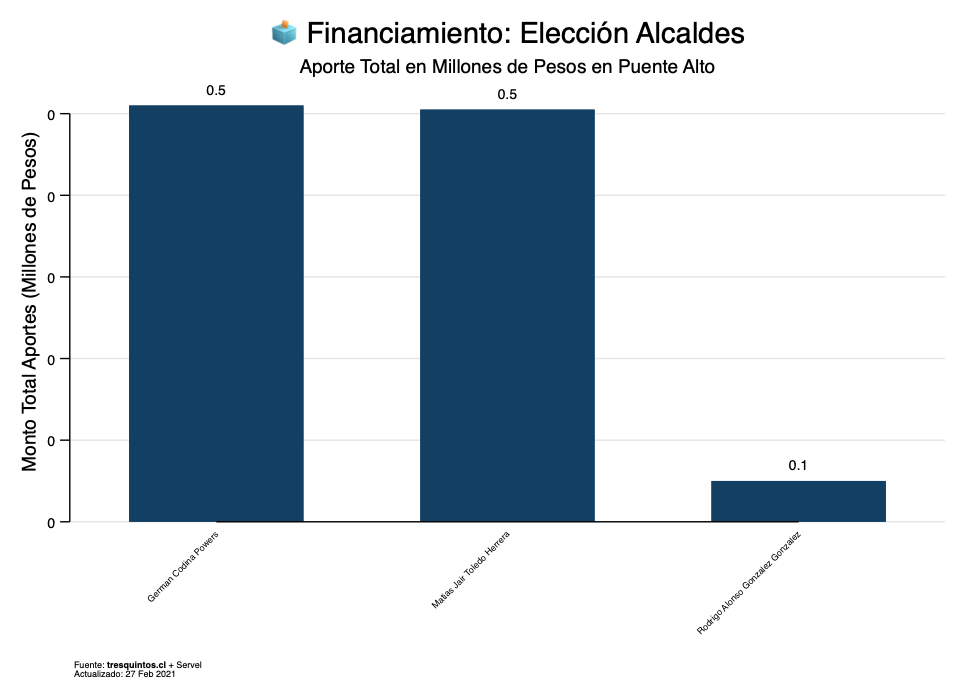 Financiamiento: Elección Alcaldes
Aporte Total en Millones de Pesos en Puente Alto
Monto Total Aportes (Millones de Pesos)
0
0
0
0
0
0
0.5
0.5
0.1
German Codina Powers
Matias Jair Toledo Herrera
Rodrigo Alonso Gonzalez Gonzalez
Fuente: tresquintos.cl + Servel
Actualizado: 27 Feb 2021